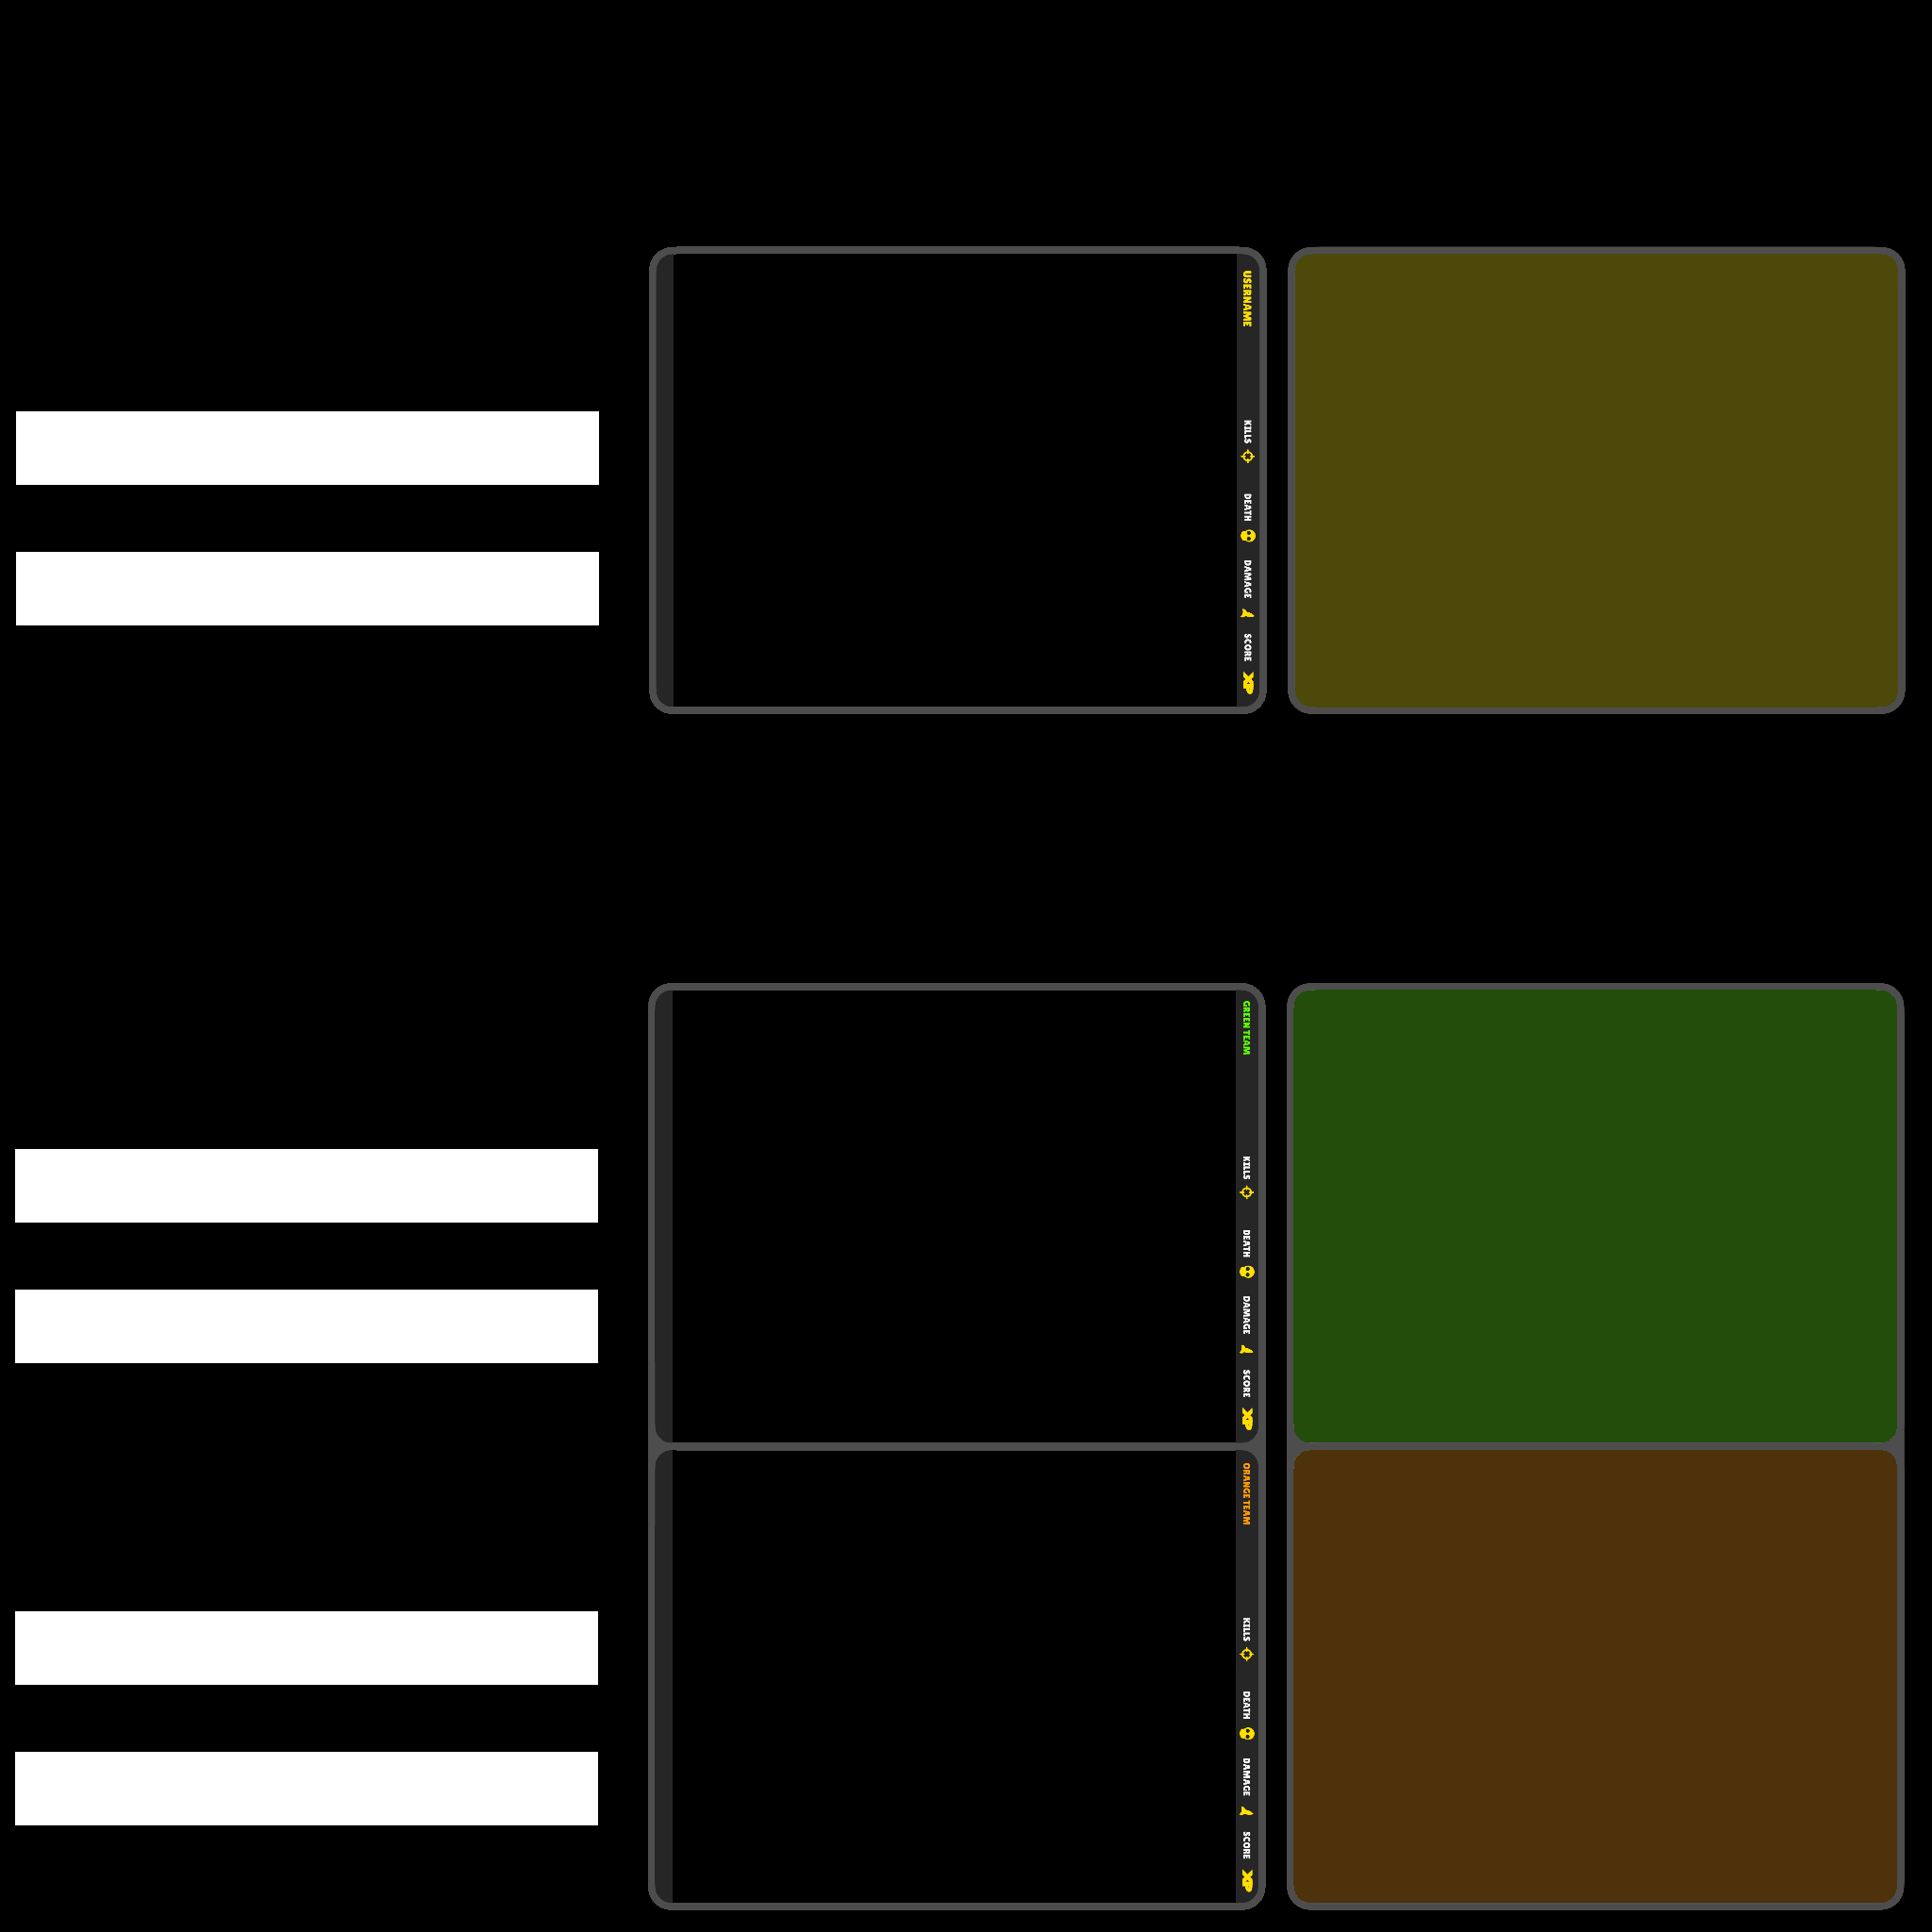 USERNAME
KILLS
DEATH
DAMAGE
SCORE
XP
GREEN TEAM
KILLS
DEATH
DAMAGE
SCORE
XP
ORANGE TEAM
KILLS
DEATH
DAMAGE
SCORE
XP